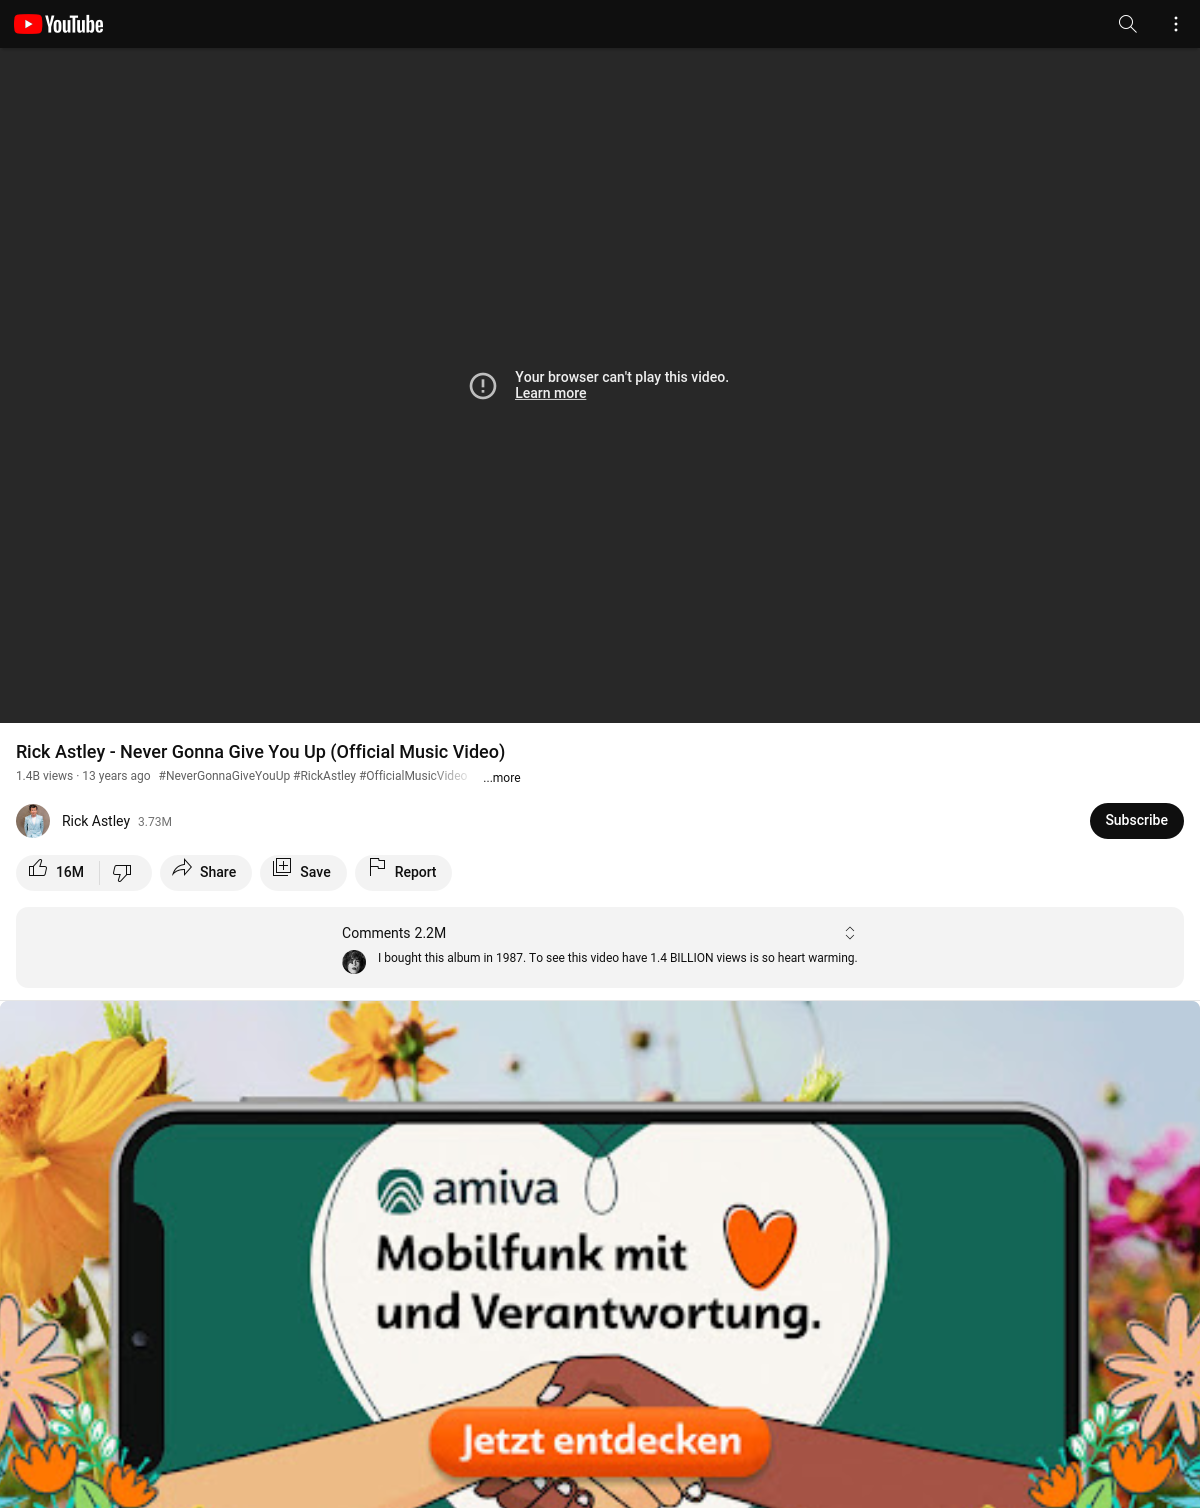 YouTube
Your browser can't play this video.
Learn more
Rick Astley - Never Gonna Give You Up (Official Music Video)
1.4B views · 13 years ago #NeverGonnaGiveYouUp #RickAstley #OfficialMusicVideo ...more
Rick Astley 3.73M
Subscribe
16M Share Save Report
Comments 2.2M
I bought this album in 1987. To see this video have 1.4 BILLION views is so heart warming.
amiva
Mobilfunk mit
und Verantwortung.
Jetzt entdecken